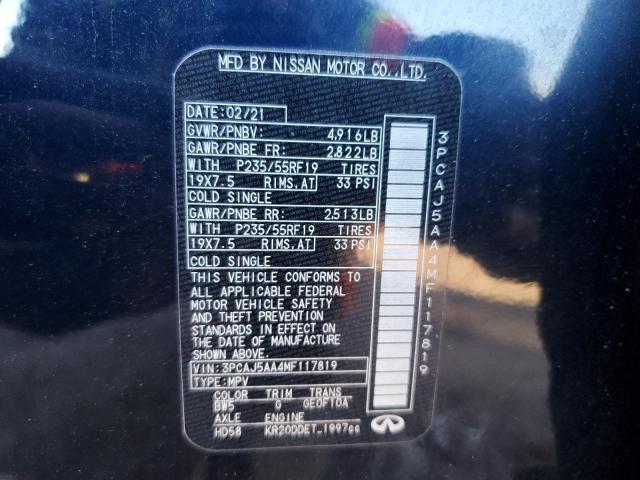 MFD BY NISSAN MOTOR CO.,LTD.
DATE:02/21
GVWR/PNBV: 4,916LB
GAWR/PNBE FR: 2,822LB
WITH P235/55RF19 TIRES
19X7.5 RIMS,AT 33 PSI
COLD SINGLE
GAWR/PNBE RR: 2,513LB
WITH P235/55RF19 TIRES
19X7.5 RIMS,AT 33 PSI
COLD SINGLE
THIS VEHICLE CONFORMS TO
ALL APPLICABLE FEDERAL
MOTOR VEHICLE SAFETY
AND THEFT PREVENTION
STANDARDS IN EFFECT ON
THE DATE OF MANUFACTURE
SHOWN ABOVE.
VIN:3PCAJ5AA4MF117819
TYPE:MPV
COLOR TRIM TRANS
BW5 G GE0F10A
AXLE ENGINE
HD58 KR20DDET 1997cc
3PCAJ5AA4MF117819